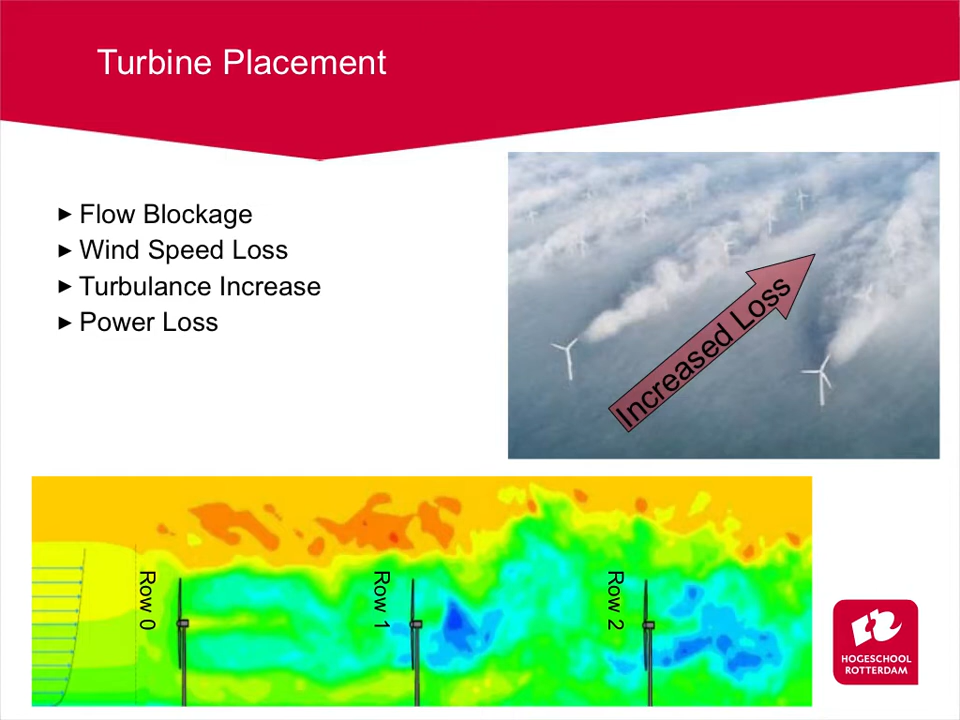 Turbine Placement
Flow Blockage
Wind Speed Loss
Turbulance Increase
Power Loss
Increased Loss
Row 0
Row 1
Row 2
HOGESCHOOL
ROTTERDAM